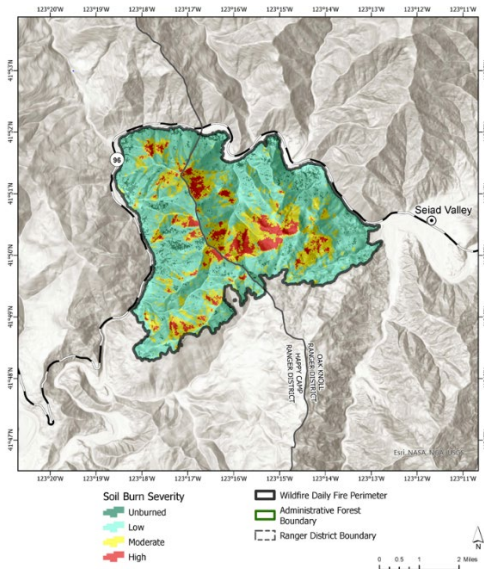 123°20'W 123°19'W 123°18'W 123°17'W 123°16'W 123°15'W 123°14'W 123°13'W 123°12'W 123°11'W
96
Seiad Valley
HAPPY CAMP
RANGER DISTRICT
OAK KNOLL
RANGER DISTRICT
Esri, NASA,
123°20'W 123°19'W 123°18'W 123°17'W 123°16'W 123°15'W 123°14'W 123°13'W 123°12'W 123°11'W
Soil Burn Severity
Unburned
Low
Moderate
High
Wildfire Daily Fire Perimeter
Administrative Forest
Boundary
Ranger District Boundary
N
0 0.5 1 2 Miles